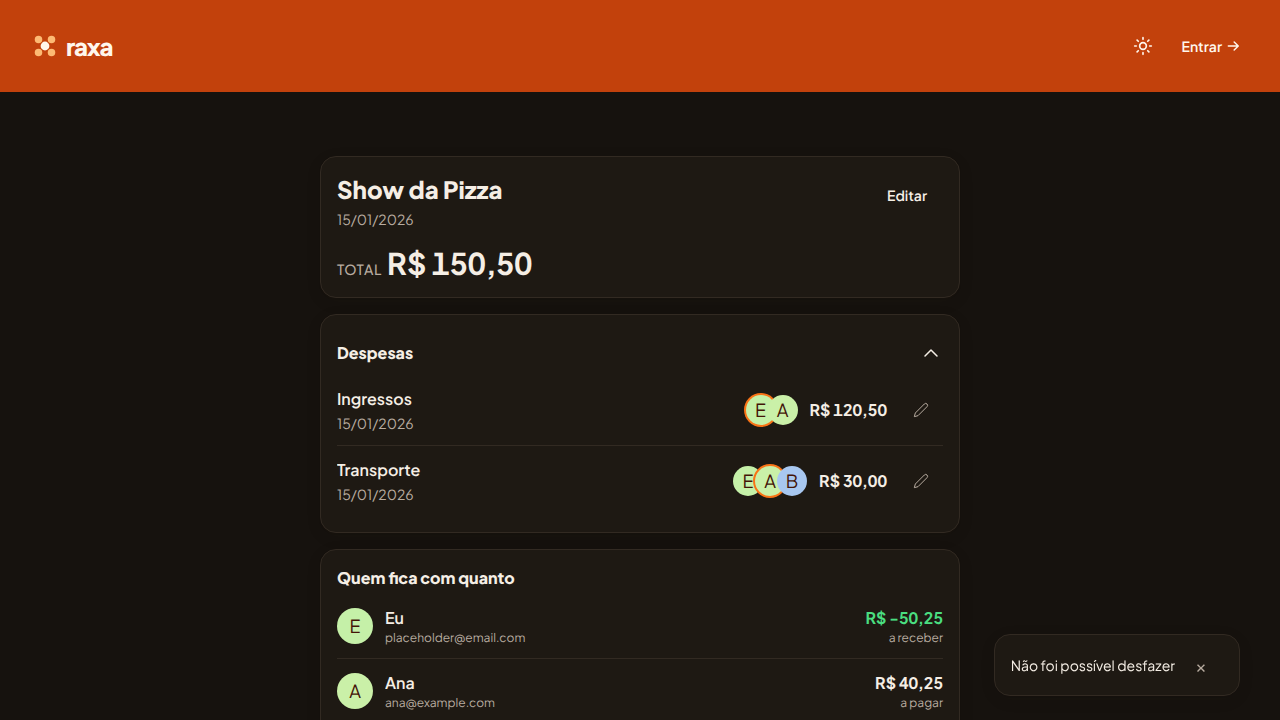 raxa
Entrar →
Show da Pizza
Editar
15/01/2026
TOTAL R$ 150,50
Despesas
Ingressos
15/01/2026
E A R$ 120,50
Transporte
15/01/2026
E A B R$ 30,00
Quem fica com quanto
E
Eu
placeholder@email.com
R$ -50,25
a receber
A
Ana
ana@example.com
R$ 40,25
a pagar
Não foi possível desfazer ×